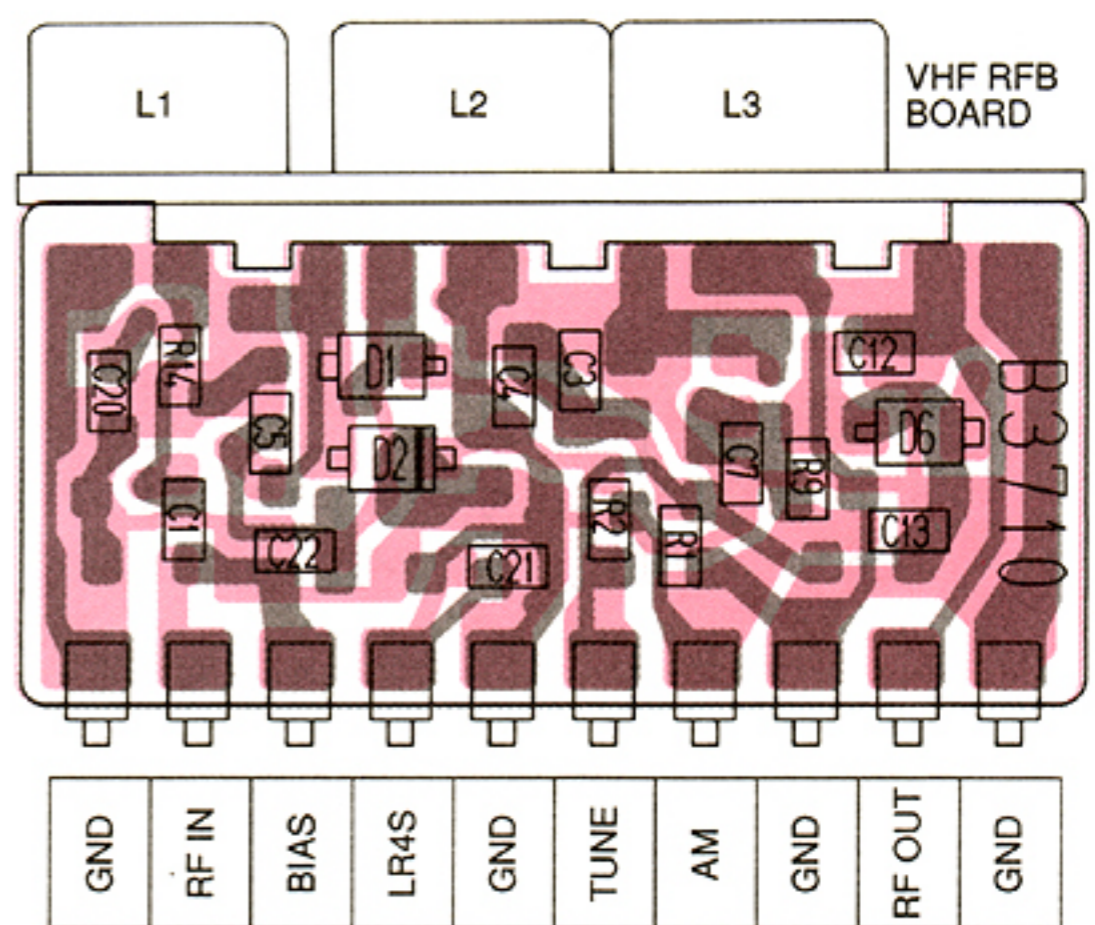 L1
L2
L3
VHF RFB
BOARD
C20
R14
C5
D1
D2
C4
C3
C12
D6
C7
R9
C1
C22
C21
R2
R1
C13
B3710
GND
RF IN
BIAS
LR4S
GND
TUNE
AM
GND
RF OUT
GND